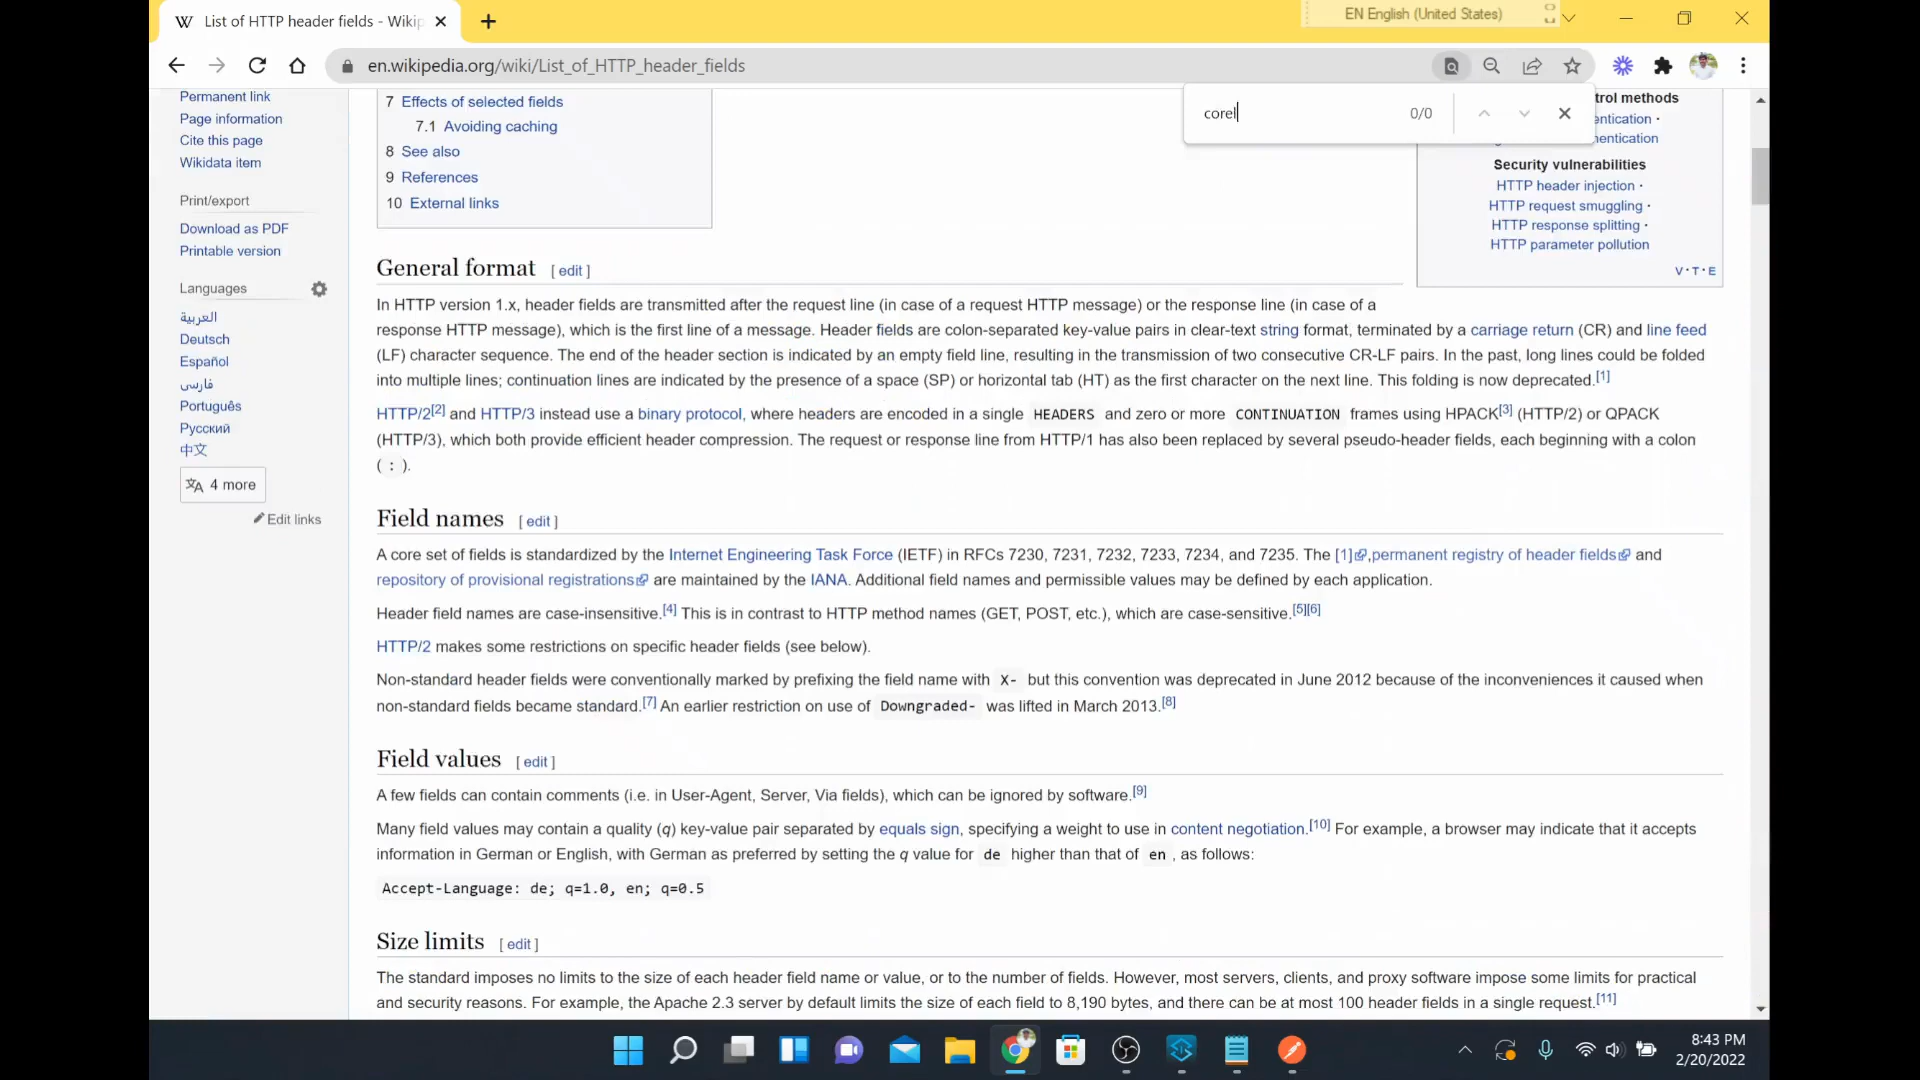 List of HTTP header fields - Wikip
EN English (United States)
en.wikipedia.org/wiki/List_of_HTTP_header_fields
corel
0/0
Permanent link
Page information
Cite this page
Wikidata item
Print/export
Download as PDF
Printable version
Languages
العربية
Deutsch
Español
فارسی
Português
Русский
中文
4 more
Edit links
7 Effects of selected fields
7.1 Avoiding caching
8 See also
9 References
10 External links
trol methods
entication ·
entication
Security vulnerabilities
HTTP header injection ·
HTTP request smuggling ·
HTTP response splitting ·
HTTP parameter pollution
V · T · E
General format [ edit ]
In HTTP version 1.x, header fields are transmitted after the request line (in case of a request HTTP message) or the response line (in case of a
response HTTP message), which is the first line of a message. Header fields are colon-separated key-value pairs in clear-text string format, terminated by a carriage return (CR) and line feed
(LF) character sequence. The end of the header section is indicated by an empty field line, resulting in the transmission of two consecutive CR-LF pairs. In the past, long lines could be folded
into multiple lines; continuation lines are indicated by the presence of a space (SP) or horizontal tab (HT) as the first character on the next line. This folding is now deprecated.[1]
HTTP/2[2] and HTTP/3 instead use a binary protocol, where headers are encoded in a single HEADERS and zero or more CONTINUATION frames using HPACK[3] (HTTP/2) or QPACK
(HTTP/3), which both provide efficient header compression. The request or response line from HTTP/1 has also been replaced by several pseudo-header fields, each beginning with a colon
( : ).
Field names [ edit ]
A core set of fields is standardized by the Internet Engineering Task Force (IETF) in RFCs 7230, 7231, 7232, 7233, 7234, and 7235. The [1],permanent registry of header fields and
repository of provisional registrations are maintained by the IANA. Additional field names and permissible values may be defined by each application.
Header field names are case-insensitive.[4] This is in contrast to HTTP method names (GET, POST, etc.), which are case-sensitive.[5][6]
HTTP/2 makes some restrictions on specific header fields (see below).
Non-standard header fields were conventionally marked by prefixing the field name with X- but this convention was deprecated in June 2012 because of the inconveniences it caused when
non-standard fields became standard.[7] An earlier restriction on use of Downgraded- was lifted in March 2013.[8]
Field values [ edit ]
A few fields can contain comments (i.e. in User-Agent, Server, Via fields), which can be ignored by software.[9]
Many field values may contain a quality (q) key-value pair separated by equals sign, specifying a weight to use in content negotiation.[10] For example, a browser may indicate that it accepts
information in German or English, with German as preferred by setting the q value for de higher than that of en , as follows:
Accept-Language: de; q=1.0, en; q=0.5
Size limits [ edit ]
The standard imposes no limits to the size of each header field name or value, or to the number of fields. However, most servers, clients, and proxy software impose some limits for practical
and security reasons. For example, the Apache 2.3 server by default limits the size of each field to 8,190 bytes, and there can be at most 100 header fields in a single request.[11]
8:43 PM
2/20/2022